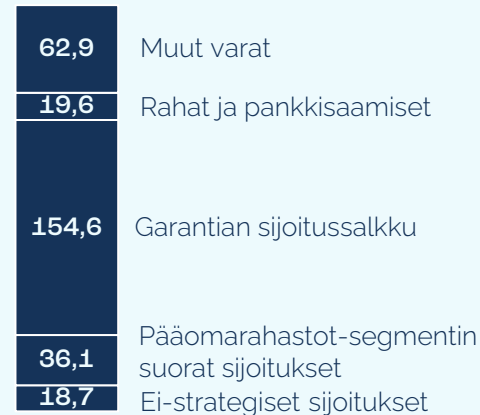 62,9 Muut varat
19,6 Rahat ja pankkisaamiset
154,6 Garantian sijoitussalkku
Pääomarahastot-segmentin
36,1 suorat sijoitukset
18,7 Ei-strategiset sijoitukset